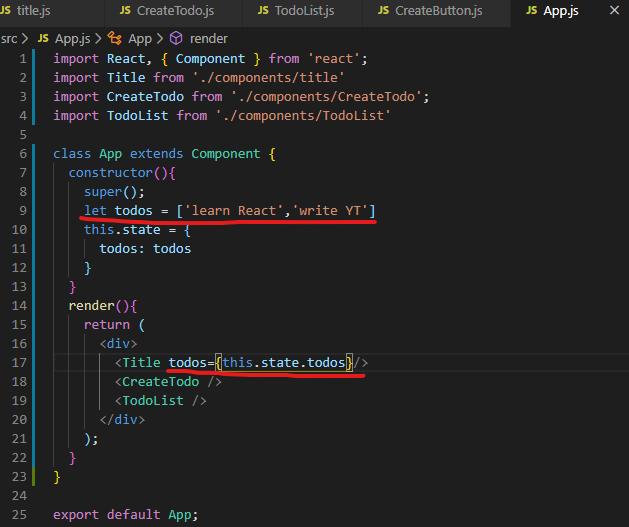 JS title.js JS CreateTodo.js JS TodoList.js JS CreateButton.js JS App.js ×
src > JS App.js > App > render
1 import React, { Component } from 'react';
2 import Title from './components/title'
3 import CreateTodo from './components/CreateTodo';
4 import TodoList from './components/TodoList'
5
6 class App extends Component {
7 constructor(){
8 super();
9 let todos = ['learn React','write YT']
10 this.state = {
11 todos: todos
12 }
13 }
14 render(){
15 return (
16 <div>
17 <Title todos={this.state.todos}/>
18 <CreateTodo />
19 <TodoList />
20 </div>
21 );
22 }
23 }
24
25 export default App;